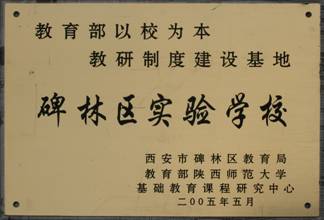 教育部以校为本
教研制度建设基地
碑林区实验学校
西安市碑林区教育局
教育部陕西师范大学
基础教育课程研究中心
二00五年五月